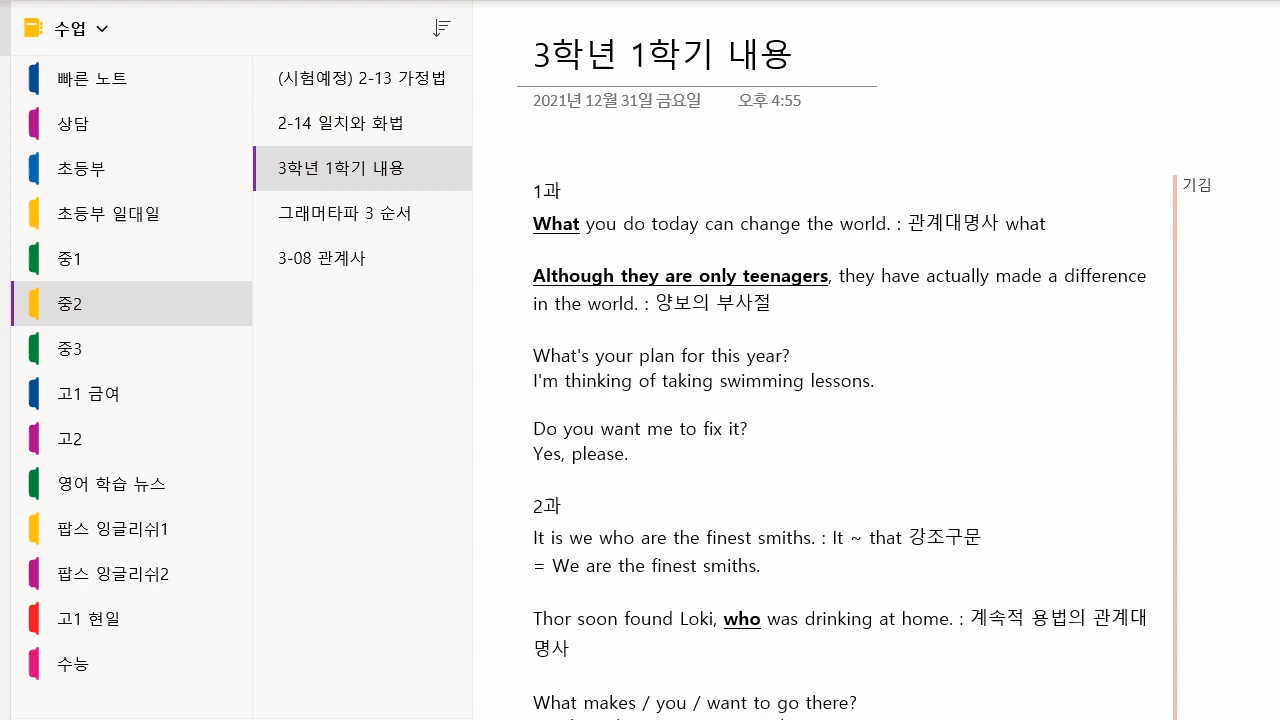 수업
빠른 노트
상담
초등부
초등부 일대일
중1
중2
중3
고1 금여
고2
영어 학습 뉴스
팝스 잉글리쉬1
팝스 잉글리쉬2
고1 현일
수능
(시험예정) 2-13 가정법
2-14 일치와 화법
3학년 1학기 내용
그래머타파 3 순서
3-08 관계사
3학년 1학기 내용
2021년 12월 31일 금요일 오후 4:55
1과
What you do today can change the world. : 관계대명사 what
Although they are only teenagers, they have actually made a difference
in the world. : 양보의 부사절
What's your plan for this year?
I'm thinking of taking swimming lessons.
Do you want me to fix it?
Yes, please.
2과
It is we who are the finest smiths. : It ~ that 강조구문
= We are the finest smiths.
Thor soon found Loki, who was drinking at home. : 계속적 용법의 관계대
명사
What makes / you / want to go there?
기김